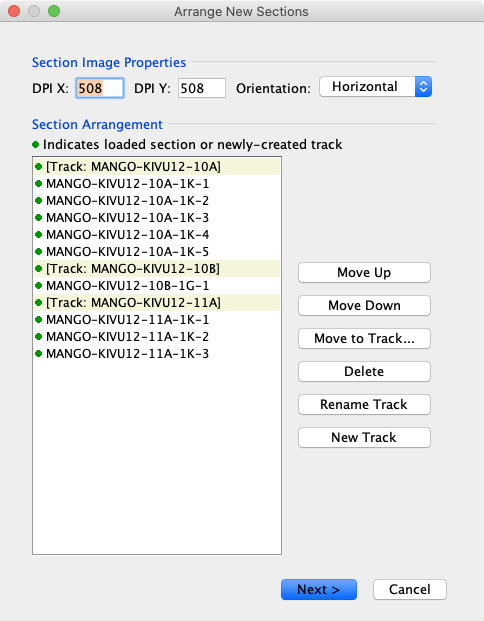 Arrange New Sections
Section Image Properties
DPI X: 508 DPI Y: 508 Orientation: Horizontal
Section Arrangement
Indicates loaded section or newly-created track
[Track: MANGO-KIVU12-10A]
MANGO-KIVU12-10A-1K-1
MANGO-KIVU12-10A-1K-2
MANGO-KIVU12-10A-1K-3
MANGO-KIVU12-10A-1K-4
MANGO-KIVU12-10A-1K-5
[Track: MANGO-KIVU12-10B]
MANGO-KIVU12-10B-1G-1
[Track: MANGO-KIVU12-11A]
MANGO-KIVU12-11A-1K-1
MANGO-KIVU12-11A-1K-2
MANGO-KIVU12-11A-1K-3
Move Up
Move Down
Move to Track...
Delete
Rename Track
New Track
Next > Cancel